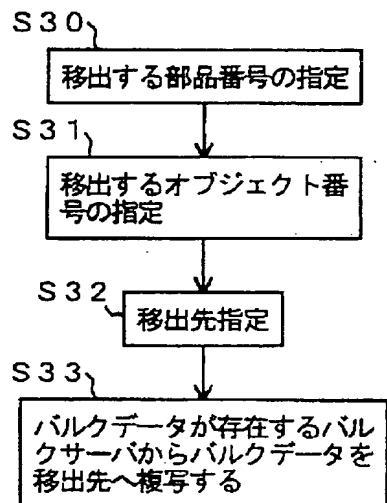 S30
移出する部品番号の指定
S31
移出するオブジェクト番
号の指定
S32
移出先指定
S33
バルクデータが存在するバル
クサーバからバルクデータを
移出先へ複写する